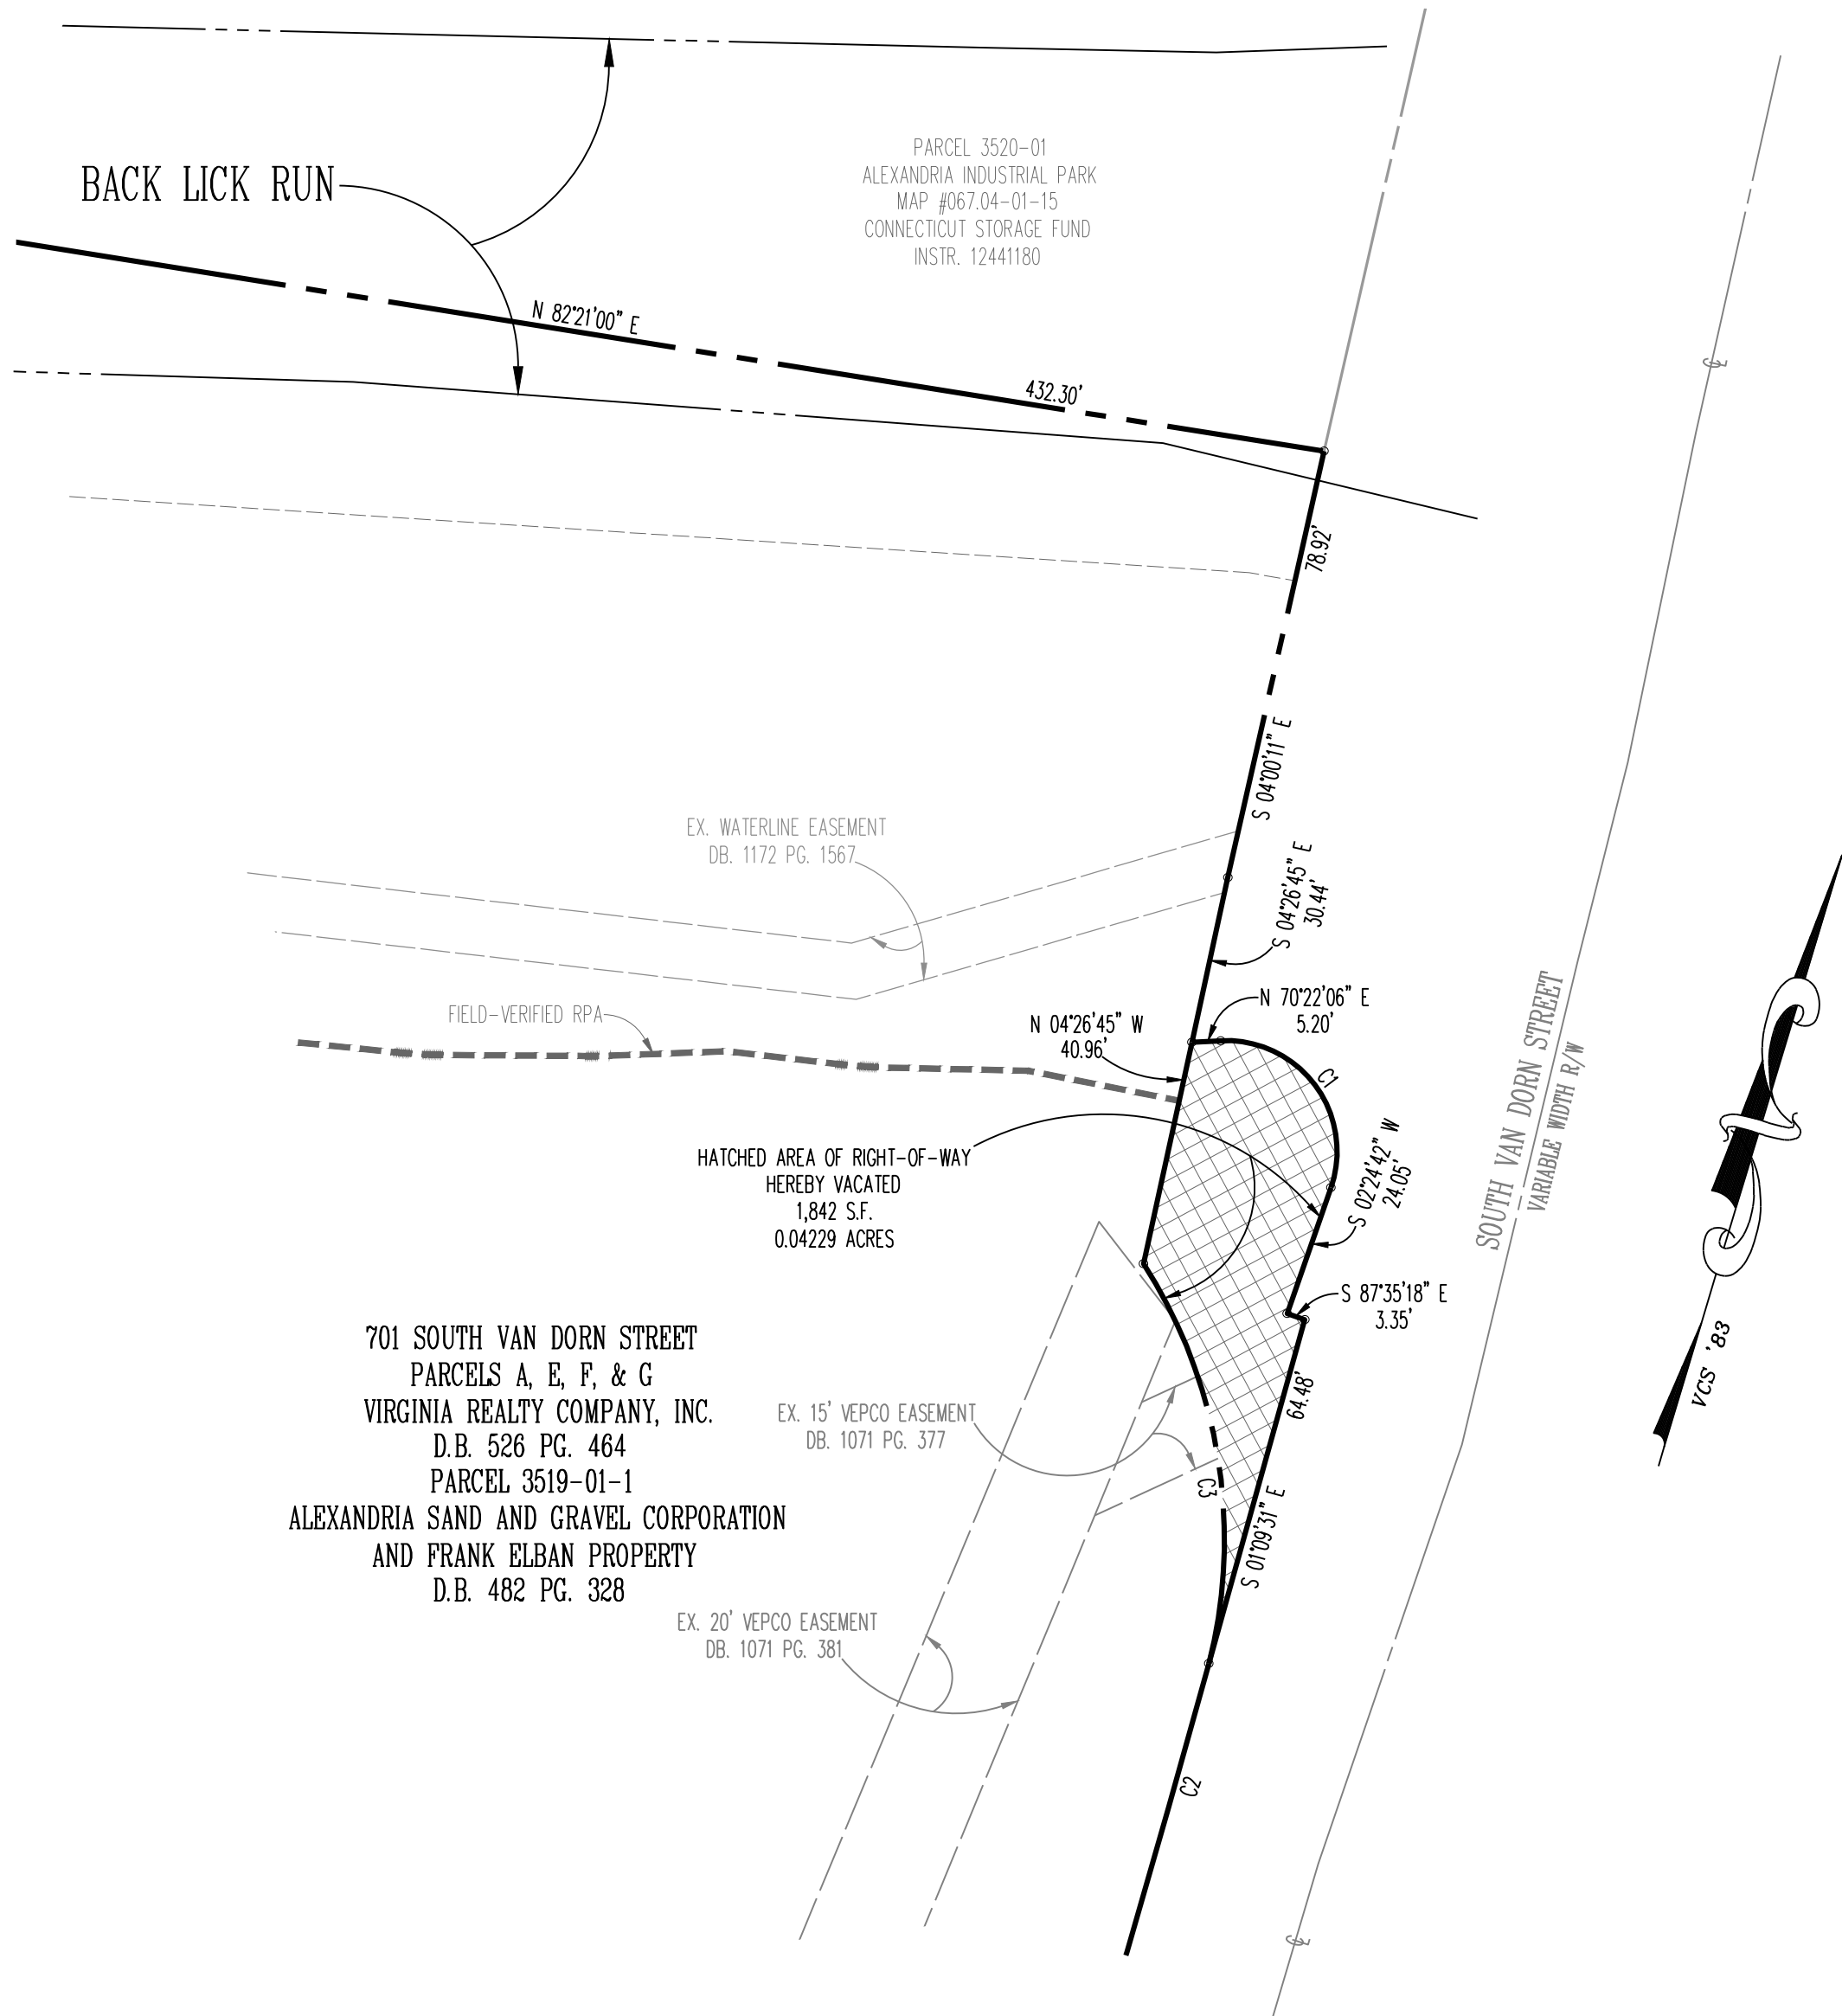 PARCEL 3520-01
ALEXANDRIA INDUSTRIAL PARK
MAP #067.04-01-15
CONNECTICUT STORAGE FUND
INSTR. 12441180
BACK LICK RUN
N 82°21'00" E
432.30'
℄
78.92'
S 04°00'11" E
EX. WATERLINE EASEMENT
DB. 1172 PG. 1567
S 04°26'45" E
30.44'
FIELD-VERIFIED RPA
N 70°22'06" E
5.20'
N 04°26'45" W
40.96'
C1
SOUTH VAN DORN STREET
VARIABLE WIDTH R/W
HATCHED AREA OF RIGHT-OF-WAY
HEREBY VACATED
1,842 S.F.
0.04229 ACRES
S 02°24'42" W
24.05'
S 87°35'18" E
3.35'
701 SOUTH VAN DORN STREET
PARCELS A, E, F, & G
VIRGINIA REALTY COMPANY, INC.
D.B. 526 PG. 464
PARCEL 3519-01-1
ALEXANDRIA SAND AND GRAVEL CORPORATION
AND FRANK ELBAN PROPERTY
D.B. 482 PG. 328
VCS '83
64.48'
EX. 15' VEPCO EASEMENT
DB. 1071 PG. 377
C3
S 01°09'31" E
EX. 20' VEPCO EASEMENT
DB. 1071 PG. 381
C2
℄